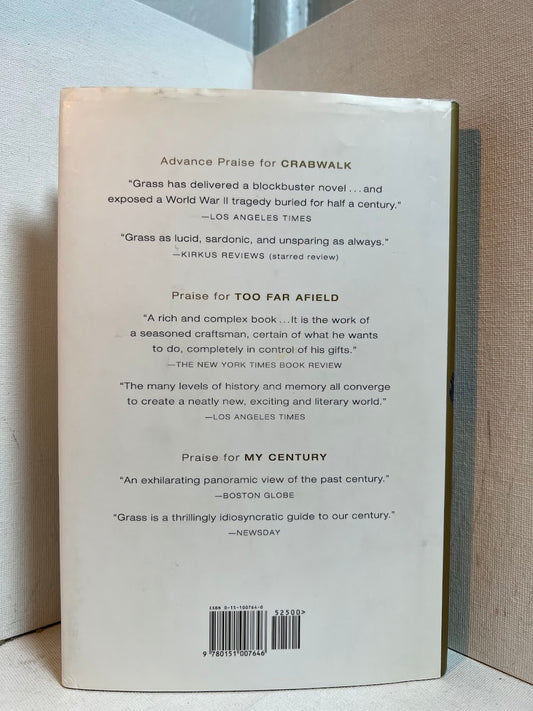 Advance Praise for CRABWALK
“Grass has delivered a blockbuster novel ... and
exposed a World War II tragedy buried for half a century.”
—LOS ANGELES TIMES
“Grass as lucid, sardonic, and unsparing as always.”
—KIRKUS REVIEWS (starred review)
Praise for TOO FAR AFIELD
“A rich and complex book ... It is the work of
a seasoned craftsman, certain of what he wants
to do, completely in control of his gifts.”
—THE NEW YORK TIMES BOOK REVIEW
“The many levels of history and memory all converge
to create a neatly new, exciting and literary world.”
—LOS ANGELES TIMES
Praise for MY CENTURY
“An exhilarating panoramic view of the past century.”
—BOSTON GLOBE
“Grass is a thrillingly idiosyncratic guide to our century.”
—NEWSDAY
ISBN 0-15-100764-0
52500>
9 780151 007646